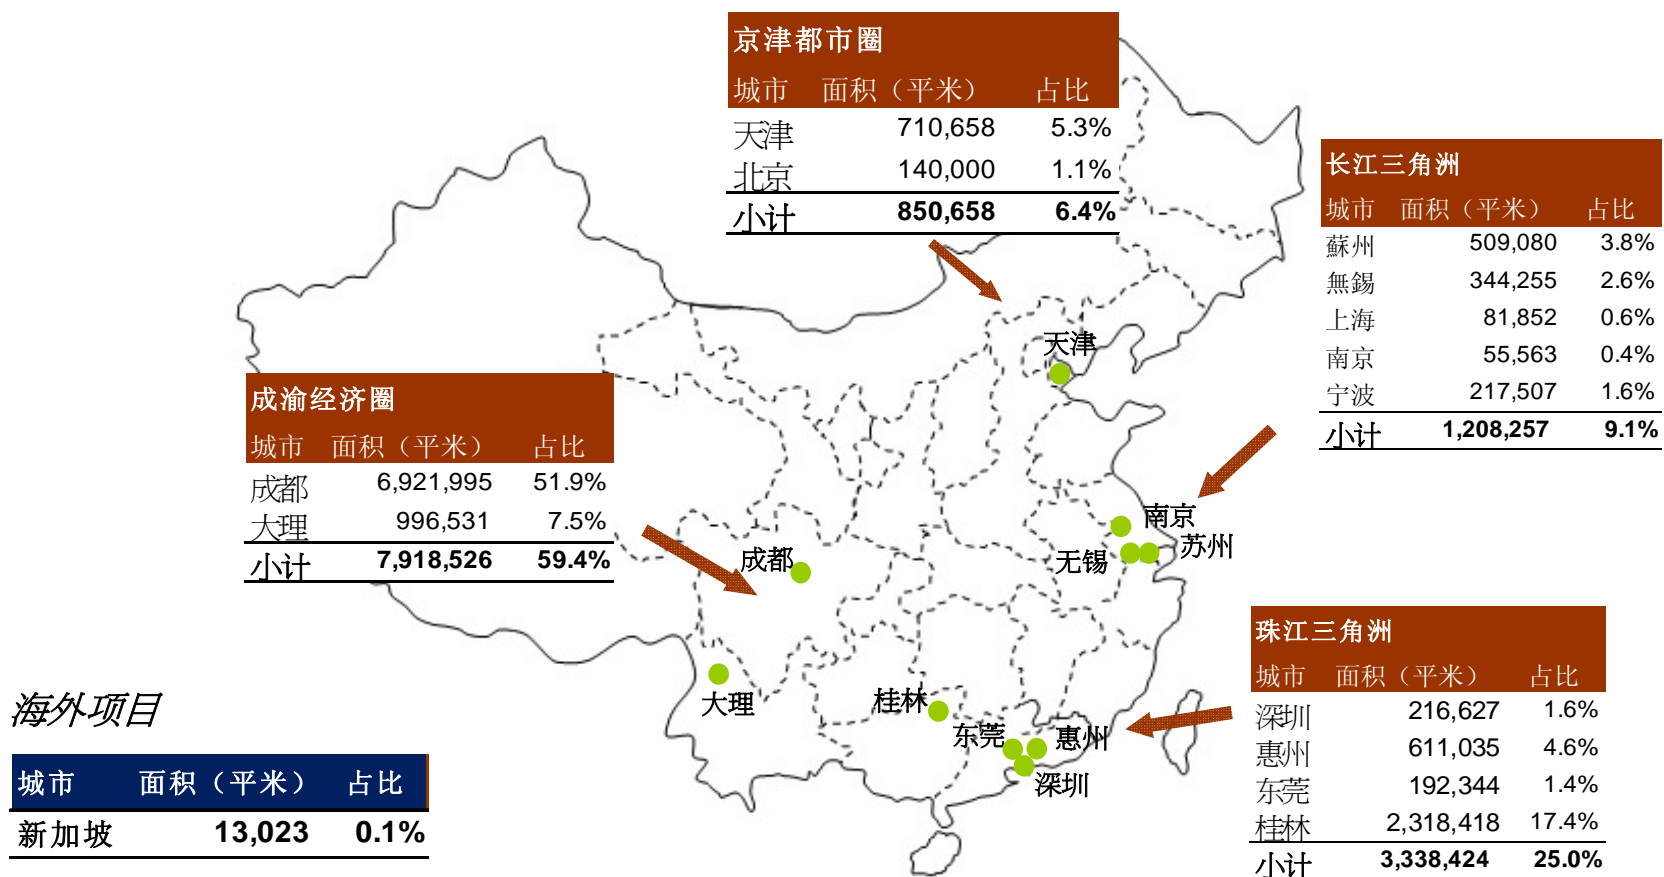 京津都市圈
城市 面积（平米） 占比
天津 710,658 5.3%
北京 140,000 1.1%
小计 850,658 6.4%
长江三角洲
城市 面积（平米） 占比
蘇州 509,080 3.8%
無錫 344,255 2.6%
上海 81,852 0.6%
南京 55,563 0.4%
宁波 217,507 1.6%
小计 1,208,257 9.1%
成渝经济圈
城市 面积（平米） 占比
成都 6,921,995 51.9%
大理 996,531 7.5%
小计 7,918,526 59.4%
天津
南京
苏州
无锡
成都
大理
桂林
东莞
惠州
深圳
珠江三角洲
城市 面积（平米） 占比
深圳 216,627 1.6%
惠州 611,035 4.6%
东莞 192,344 1.4%
桂林 2,318,418 17.4%
小计 3,338,424 25.0%
海外项目
城市 面积（平米） 占比
新加坡 13,023 0.1%